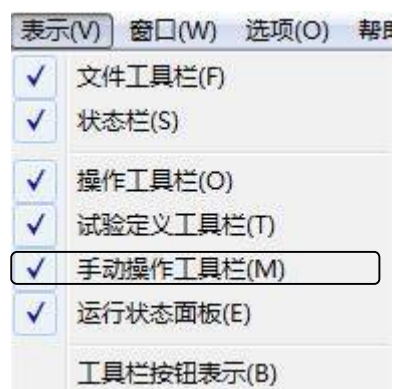 表示(V) 窗口(W) 选项(O) 帮
文件工具栏(F)
状态栏(S)
操作工具栏(O)
试验定义工具栏(T)
手动操作工具栏(M)
运行状态面板(E)
工具栏按钮表示(B)